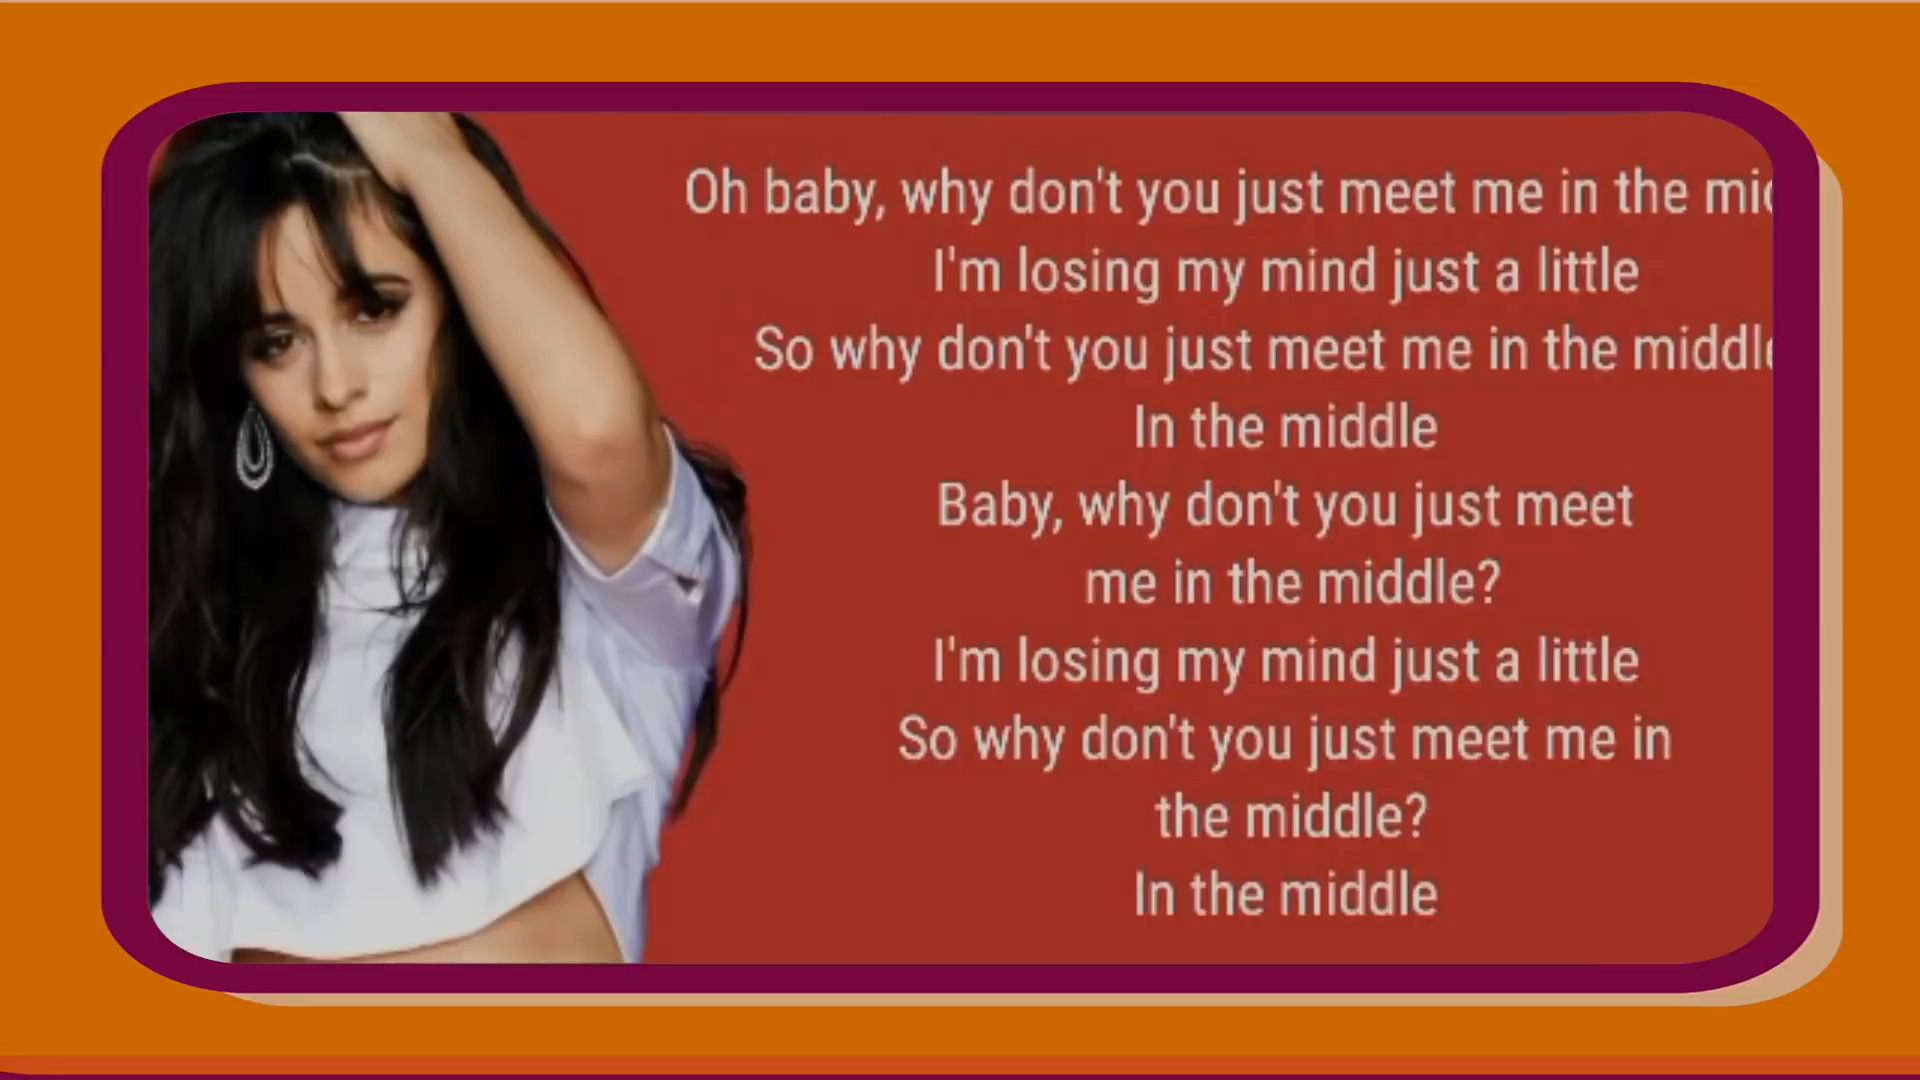 Oh baby, why don't you just meet me in the
I'm losing my mind just a little
So why don't you just meet me in the middle
In the middle
Baby, why don't you just meet
me in the middle?
I'm losing my mind just a little
So why don't you just meet me in
the middle?
In the middle